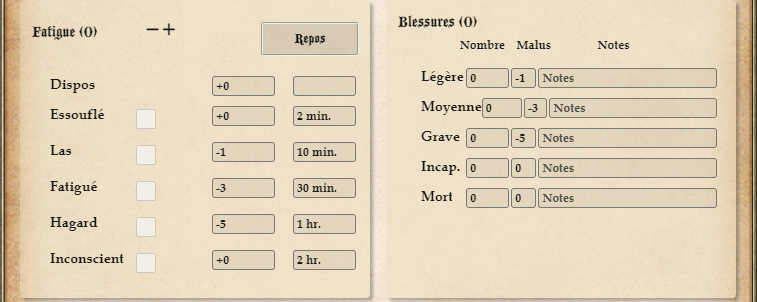 Fatigue (0)
− +
Repos
Dispos +0
Essouflé +0 2 min.
Las -1 10 min.
Fatigué -3 30 min.
Hagard -5 1 hr.
Inconscient +0 2 hr.
Blessures (0)
Nombre Malus Notes
Légère 0 -1 Notes
Moyenne 0 -3 Notes
Grave 0 -5 Notes
Incap. 0 0 Notes
Mort 0 0 Notes